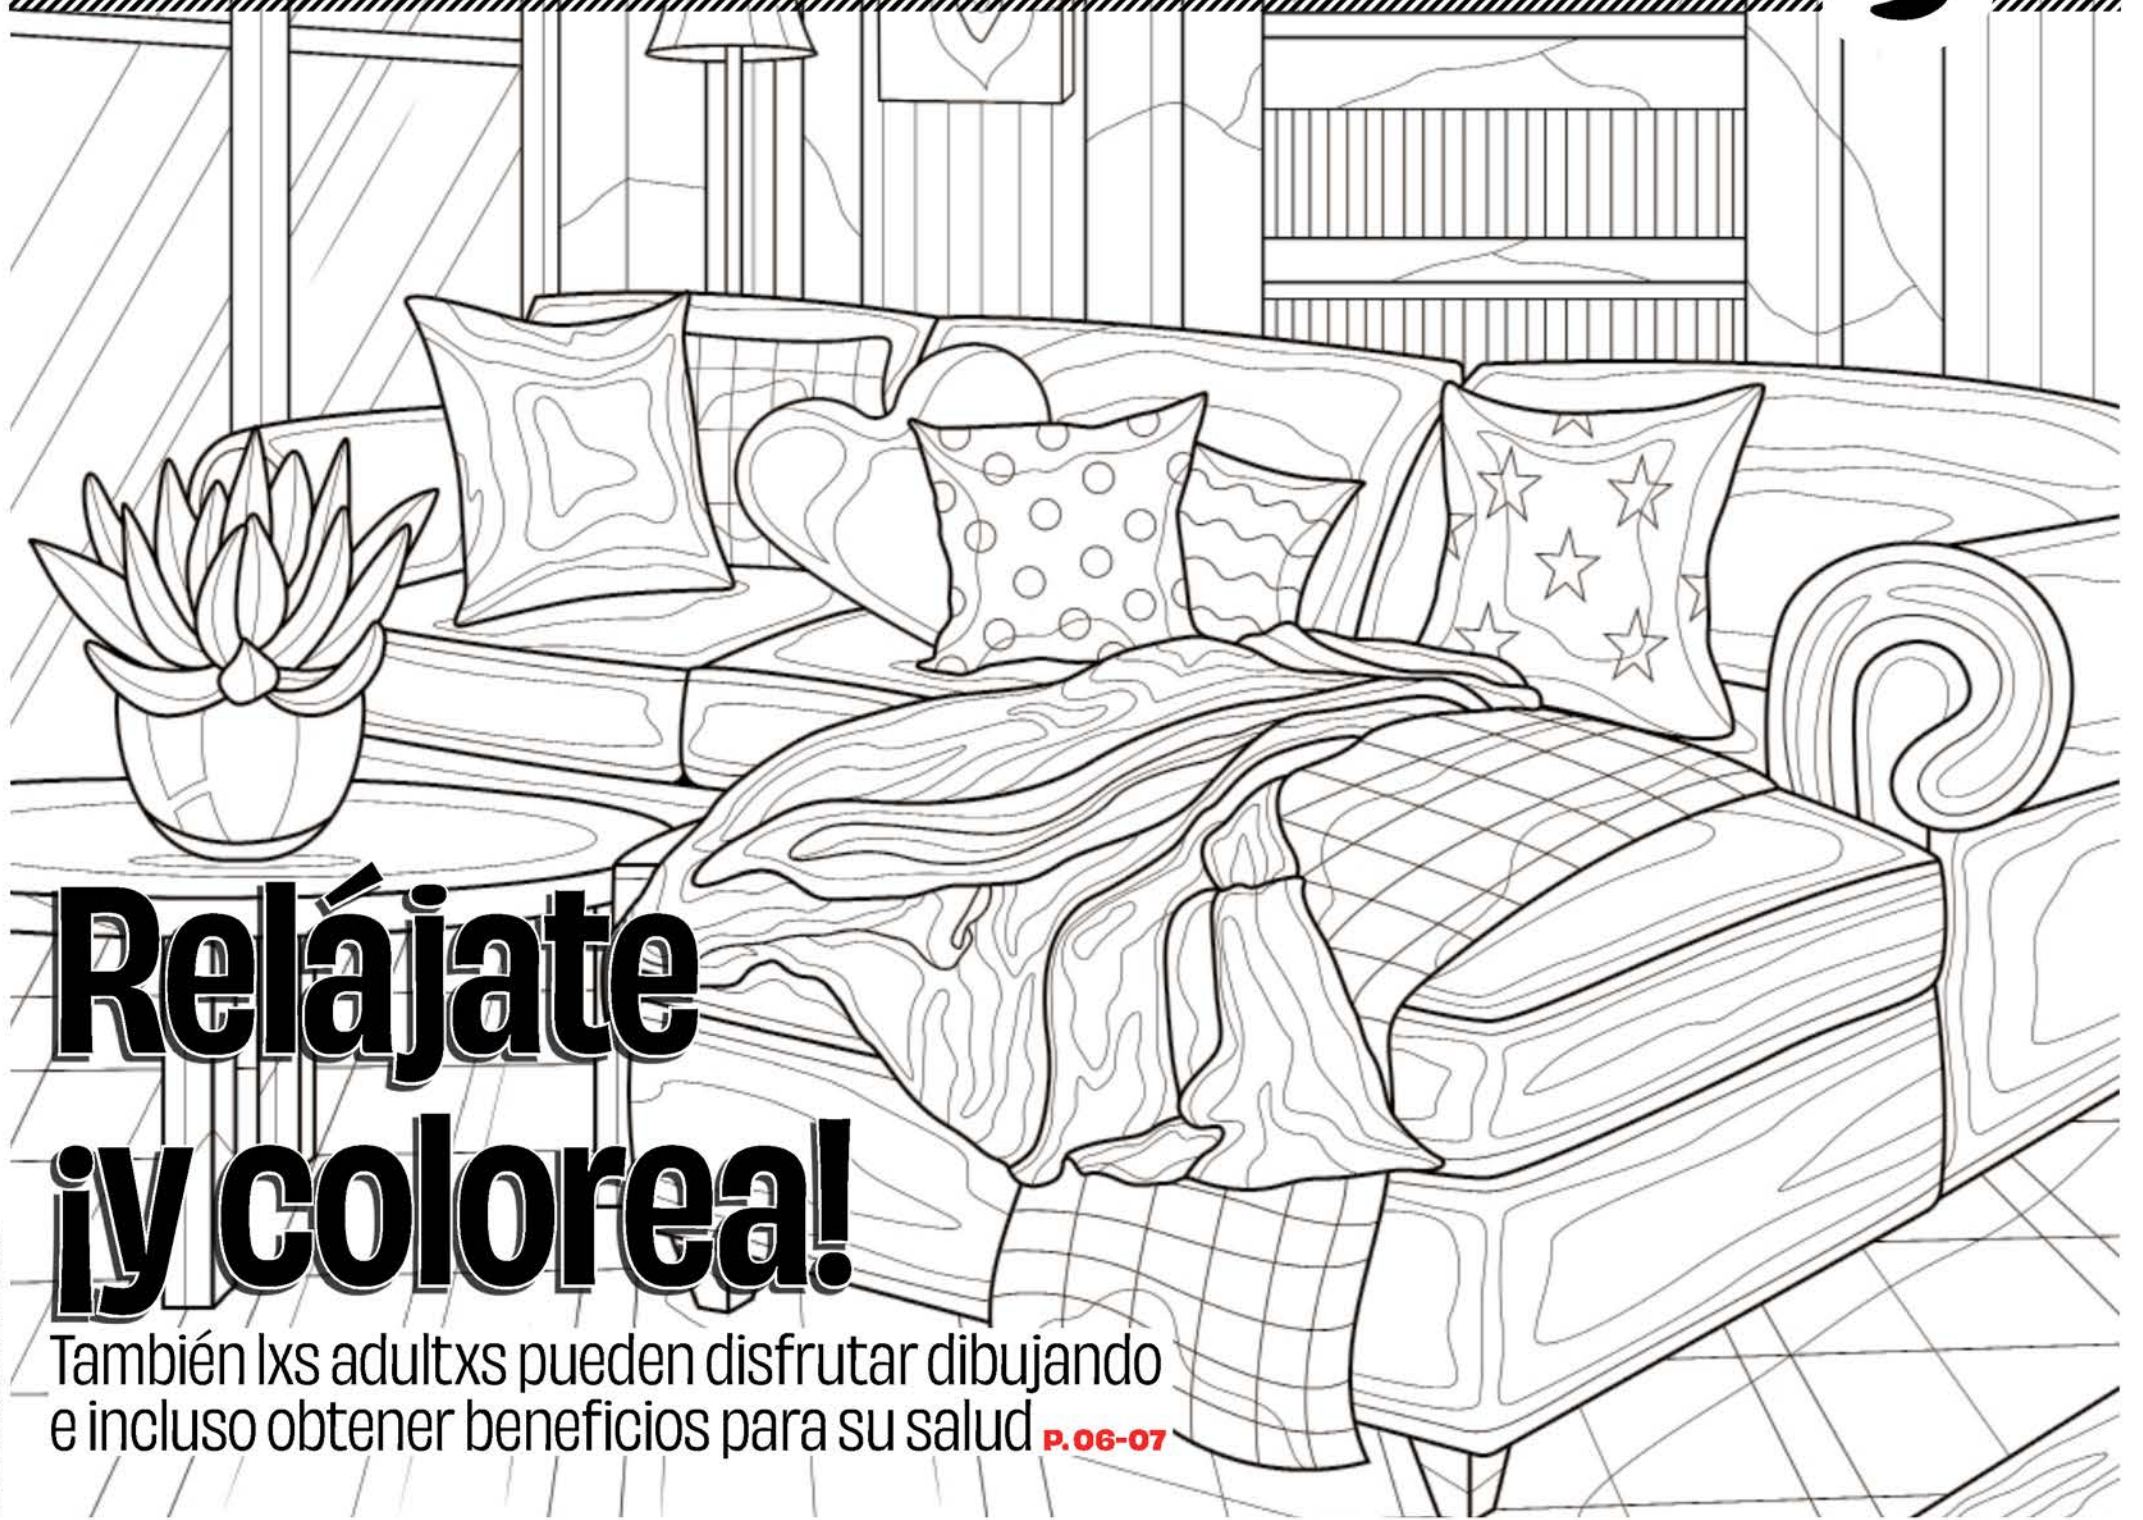 Relájate
¡y colorea!
También lxs adultxs pueden disfrutar dibujando
e incluso obtener beneficios para su salud P. 06-07